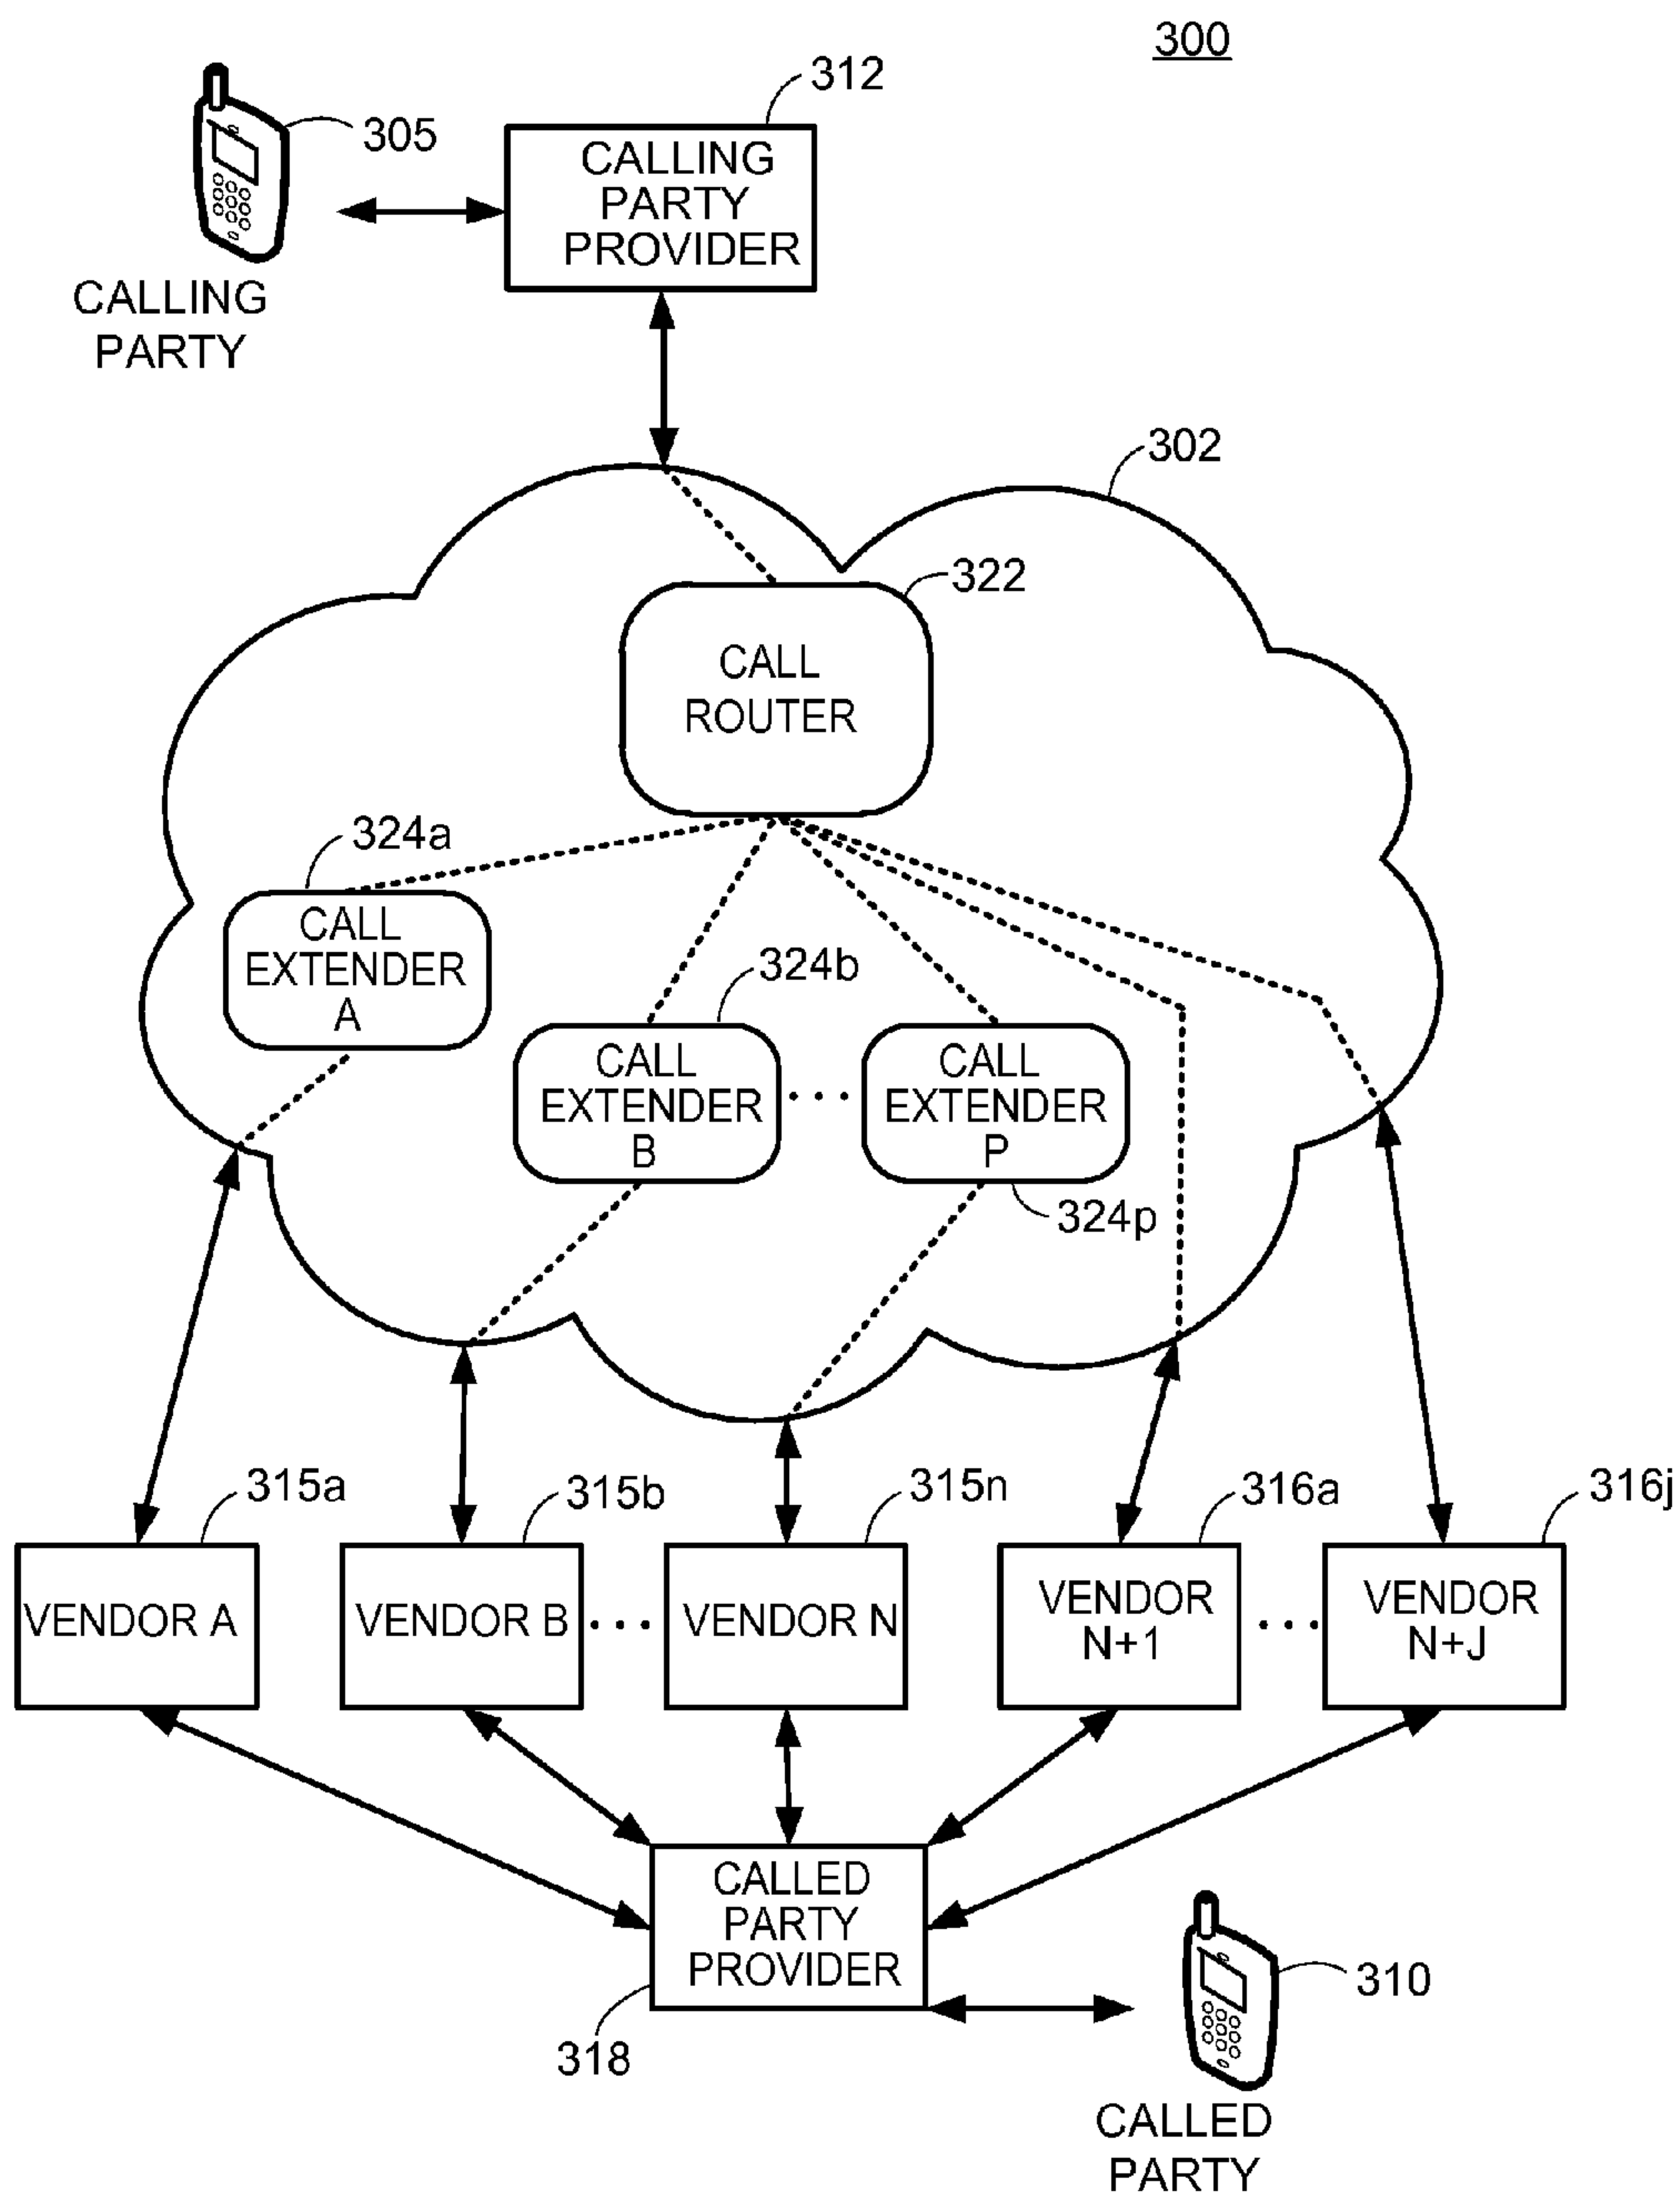 300
312
305
CALLING
PARTY
PROVIDER
CALLING
PARTY
302
322
CALL
ROUTER
324a
CALL
EXTENDER
A
324b
CALL
EXTENDER
B
. . .
CALL
EXTENDER
P
324p
315a
315b
315n
316a
316j
VENDOR A
VENDOR B
. . .
VENDOR N
VENDOR
N+1
. . .
VENDOR
N+J
CALLED
PARTY
PROVIDER
318
310
CALLED
PARTY